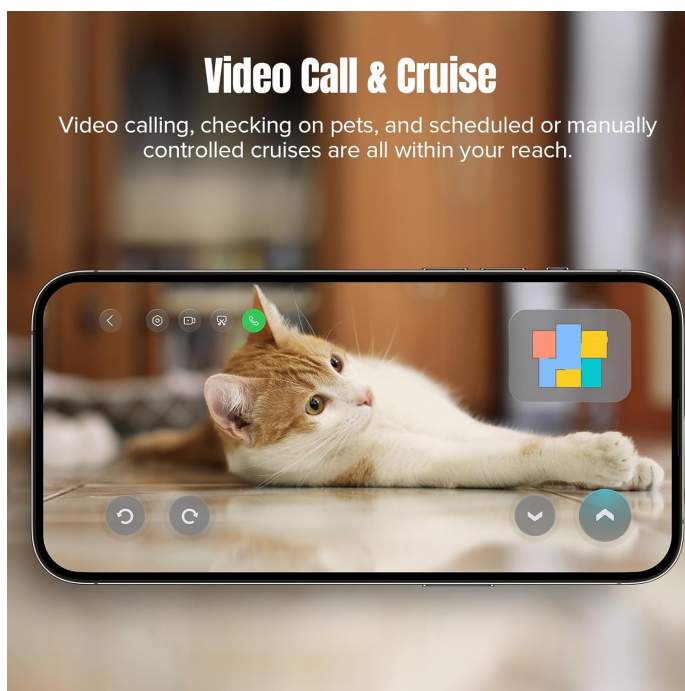 Video Call & Cruise
Video calling, checking on pets, and scheduled or manually
controlled cruises are all within your reach.